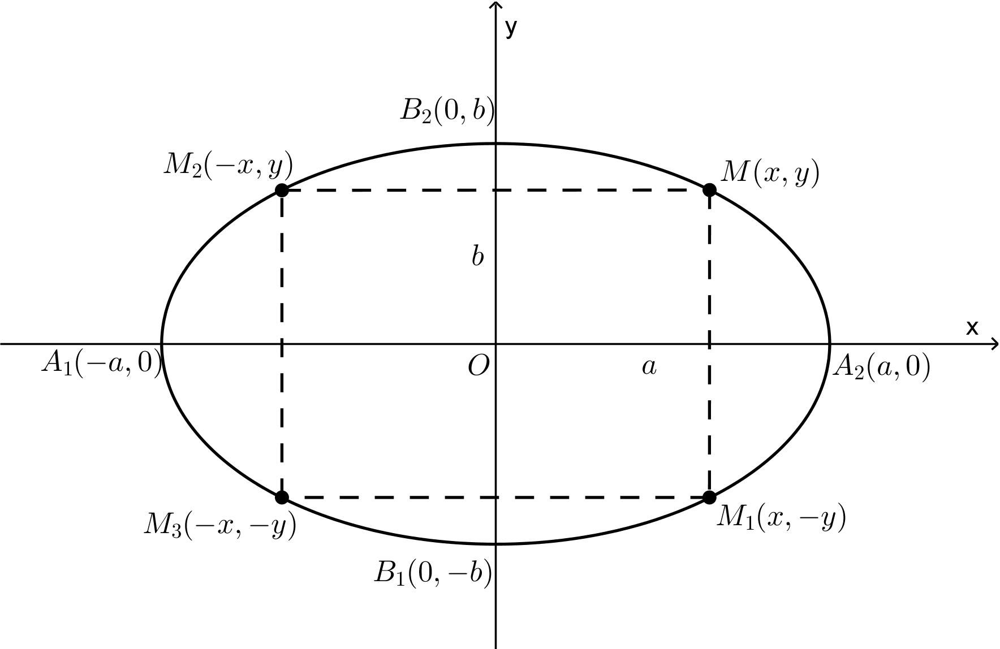 y
B₂(0, b)
M₂(−x, y)
M(x, y)
b
x
A₁(−a, 0)
O
a
A₂(a, 0)
M₃(−x, −y)
M₁(x, −y)
B₁(0, −b)